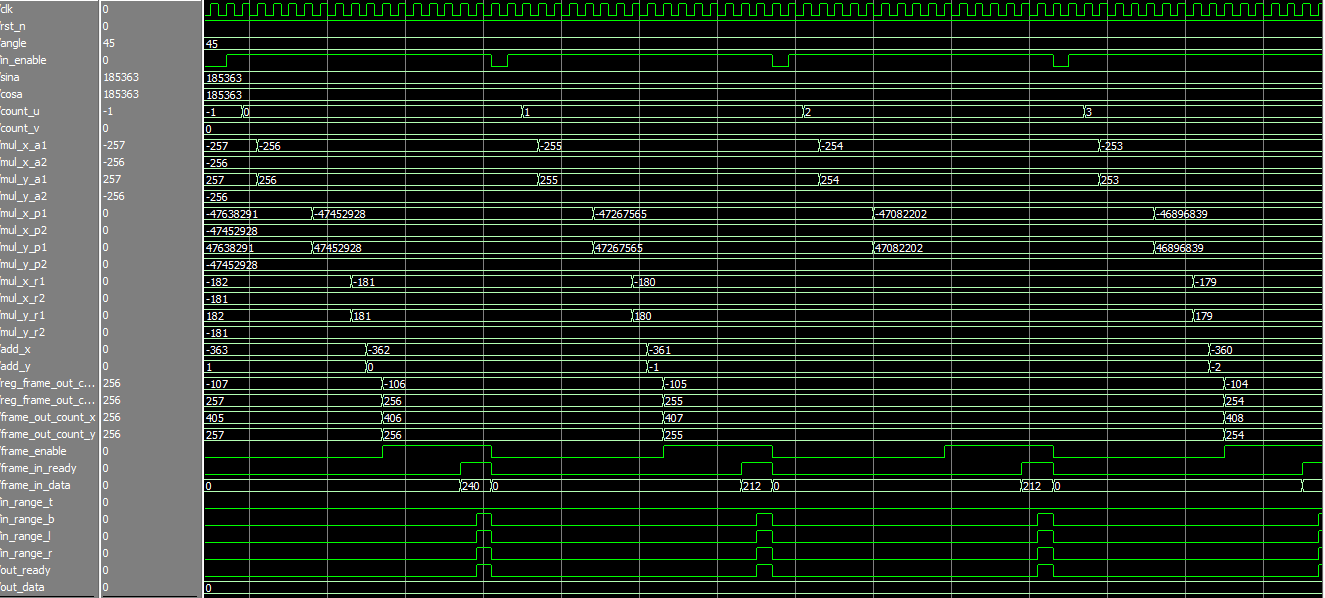 /clk 0
rst_n 0
/angle 45 45
/in_enable 0
/sina 185363 185363
/cosa 185363 185363
/count_u -1 -1 0 1 2 3
/count_v 0 0
/mul_x_a1 -257 -257 -256 -255 -254 -253
/mul_x_a2 -256 -256
/mul_y_a1 257 257 256 255 254 253
/mul_y_a2 -256 -256
/mul_x_p1 0 -47638291 -47452928 -47267565 -47082202 -46896839
/mul_x_p2 0 -47452928
/mul_y_p1 0 47638291 47452928 47267565 47082202 46896839
/mul_y_p2 0 -47452928
/mul_x_r1 0 -182 -181 -180 -179
/mul_x_r2 0 -181
/mul_y_r1 0 182 181 180 179
/mul_y_r2 0 -181
/add_x 0 -363 -362 -361 -360
/add_y 0 1 0 -1 -2
/reg_frame_out_c... 256 -107 -106 -105 -104
/reg_frame_out_c... 256 257 256 255 254
/frame_out_count_x 256 405 406 407 408
/frame_out_count_y 256 257 256 255 254
/frame_enable 0
/frame_in_ready 0
/frame_in_data 0 0 240 0 212 0 212 0
in_range_t 0
in_range_b 0
in_range_l 0
in_range_r 0
/out_ready 0
/out_data 0 0